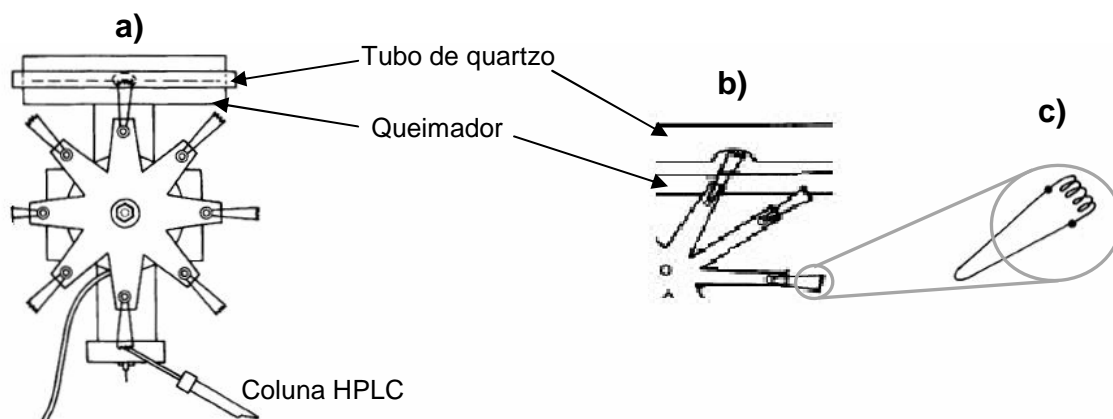 a)
Tubo de quartzo
b)
Queimador
c)
Coluna HPLC